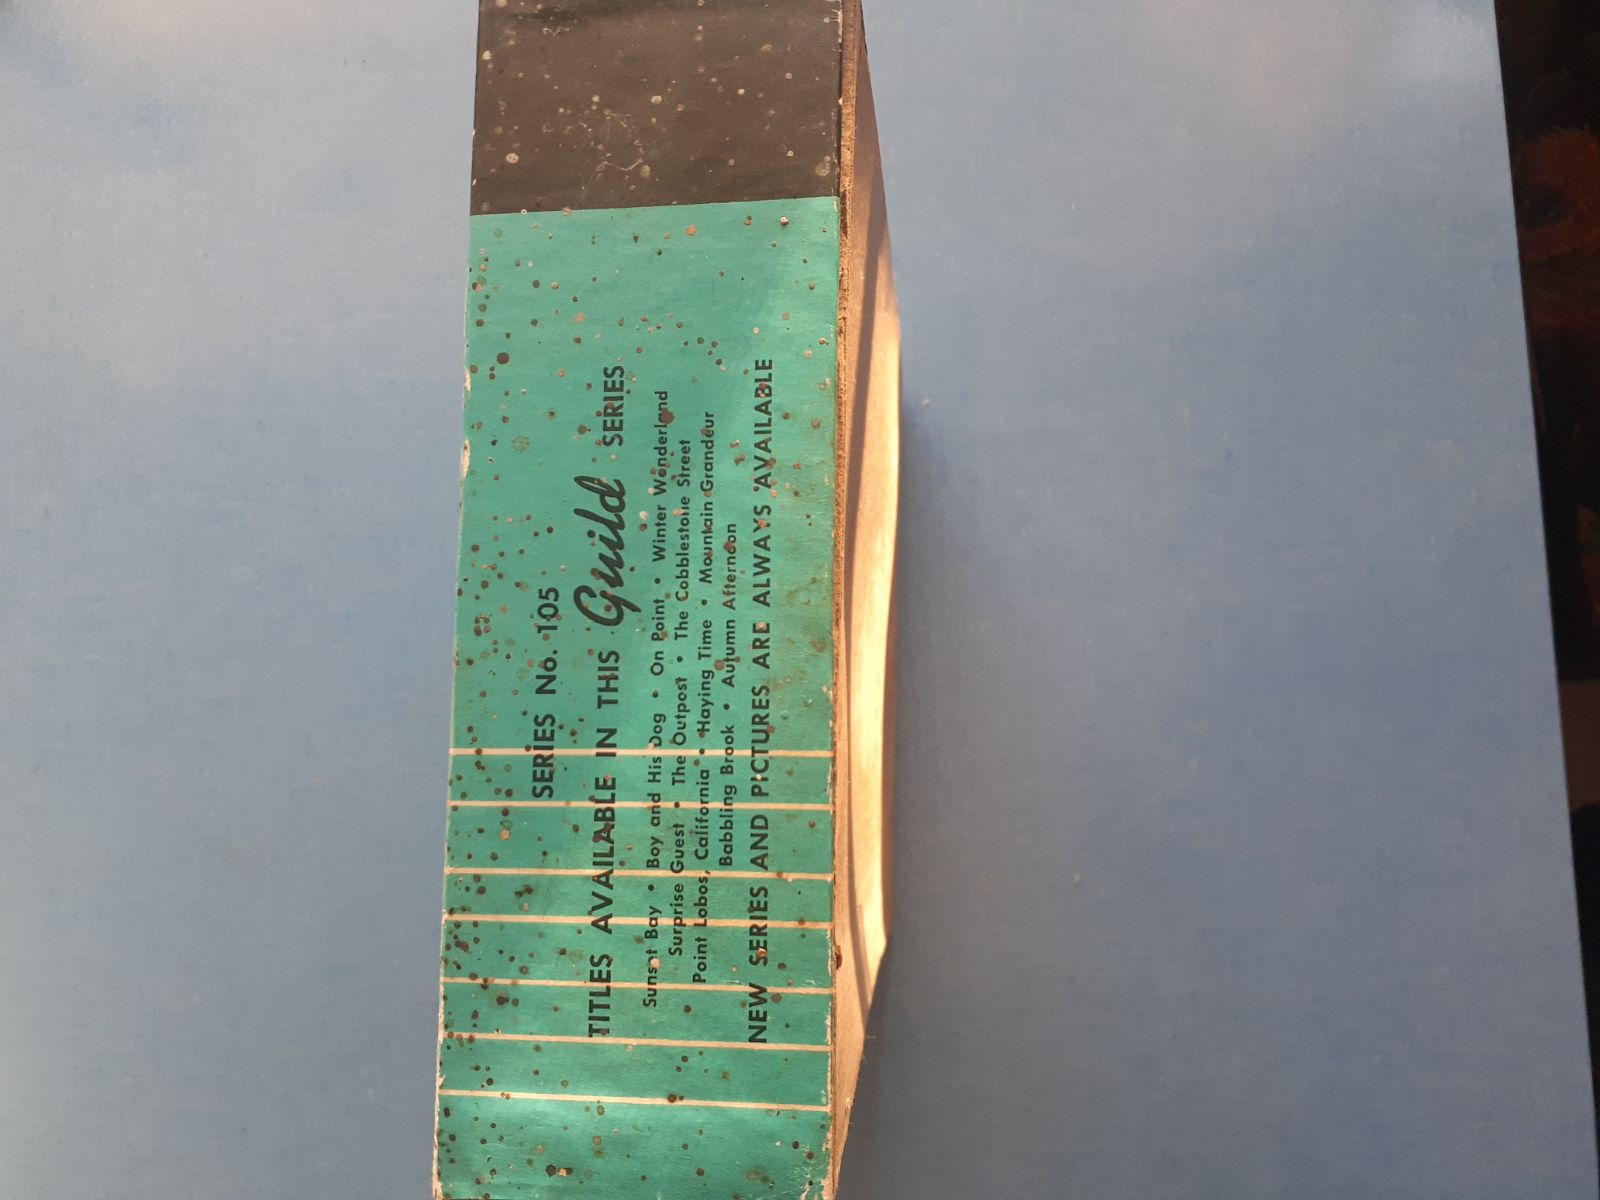 SERIES No. 105
TITLES AVAILABLE IN THIS Guild SERIES
Sunset Bay • Boy and His Dog • On Point • Winter Wonderland
Surprise Guest • The Outpost • The Cobblestone Street
Point Lobos, California • Haying Time • Mountain Grandeur
Babbling Brook • Autumn Afternoon
NEW SERIES AND PICTURES ARE ALWAYS AVAILABLE